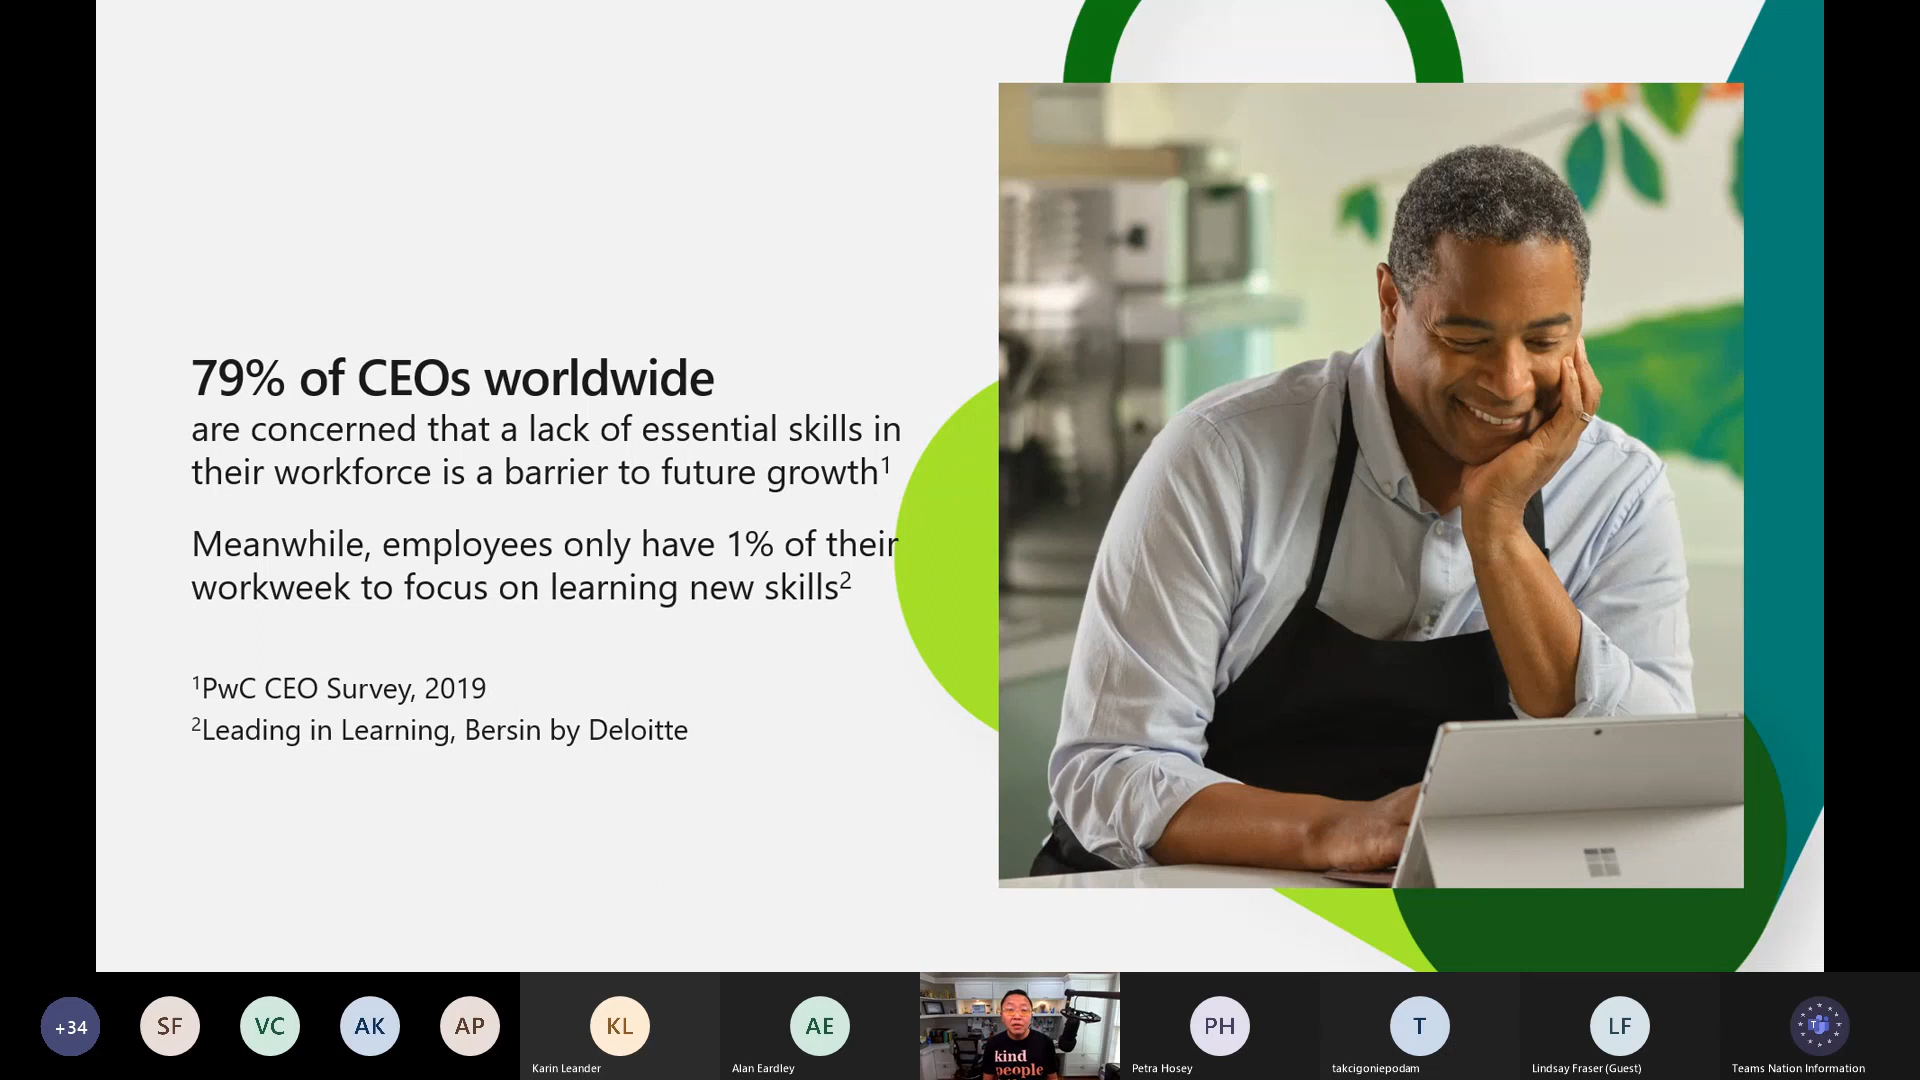 79% of CEOs worldwide
are concerned that a lack of essential skills in
their workforce is a barrier to future growth¹
Meanwhile, employees only have 1% of their
workweek to focus on learning new skills²
¹PwC CEO Survey, 2019
²Leading in Learning, Bersin by Deloitte
+34
SF
VC
AK
AP
KL
Karin Leander
AE
Alan Eardley
kind
people
PH
Petra Hosey
T
takcigoniepodam
LF
Lindsay Fraser (Guest)
T
Teams Nation Information